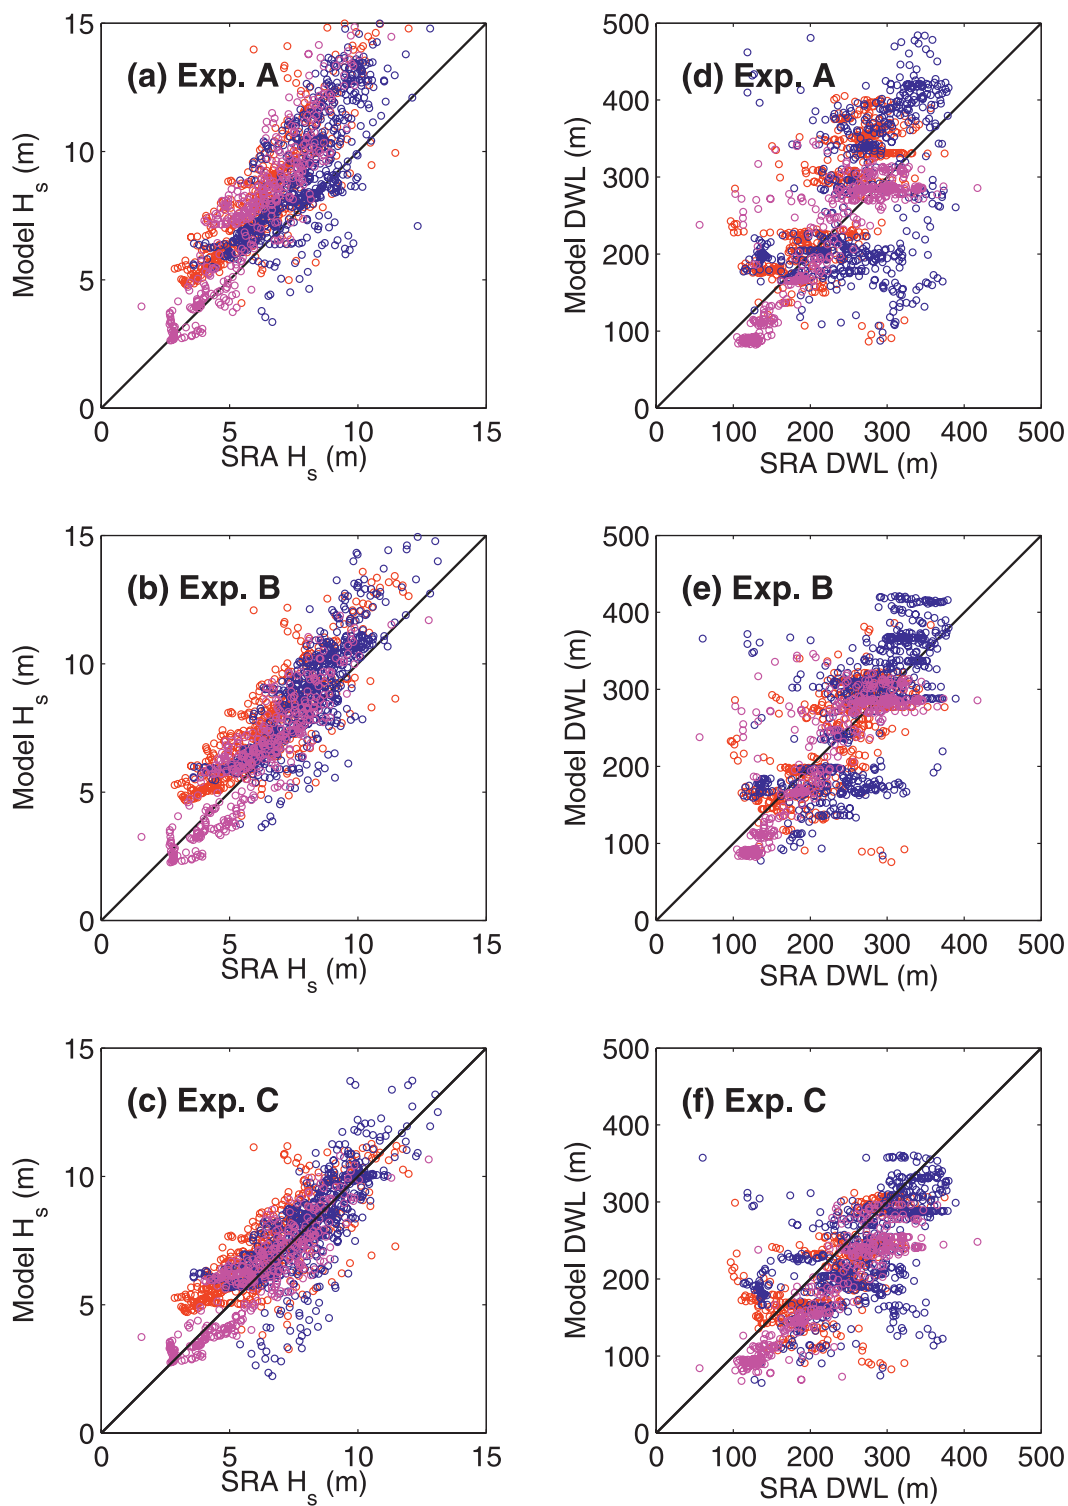 15
10
5
0
Model H_s (m)
(a) Exp. A
0 5 10 15
SRA H_s (m)
500
400
300
200
100
0
Model DWL (m)
(d) Exp. A
0 100 200 300 400 500
SRA DWL (m)
15
10
5
0
Model H_s (m)
(b) Exp. B
0 5 10 15
SRA H_s (m)
500
400
300
200
100
0
Model DWL (m)
(e) Exp. B
0 100 200 300 400 500
SRA DWL (m)
15
10
5
0
Model H_s (m)
(c) Exp. C
0 5 10 15
SRA H_s (m)
500
400
300
200
100
0
Model DWL (m)
(f) Exp. C
0 100 200 300 400 500
SRA DWL (m)